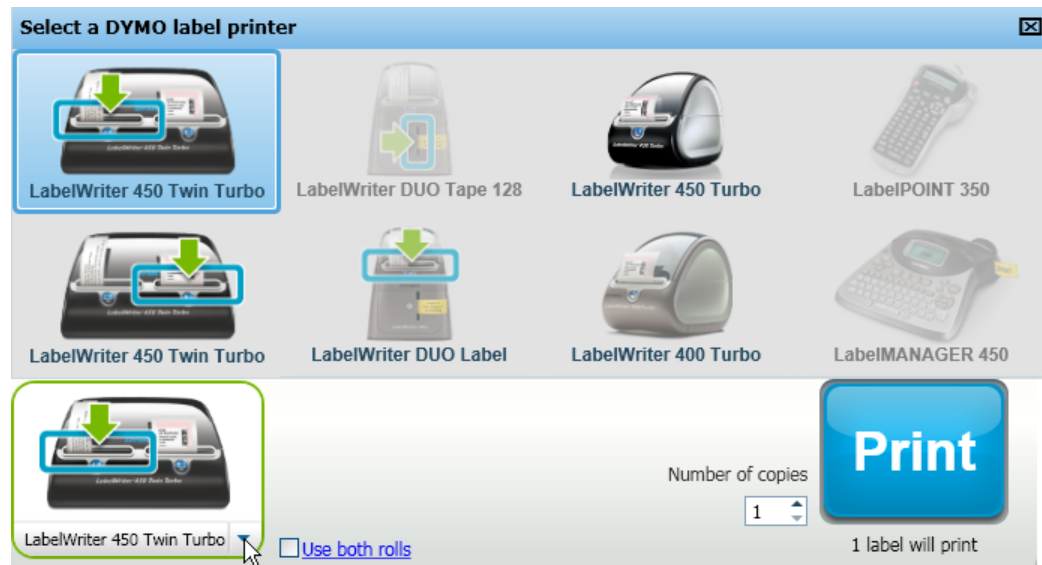 Select a DYMO label printer
LabelWriter 450 Twin Turbo
LabelWriter DUO Tape 128
LabelWriter 450 Turbo
LabelPOINT 350
LabelWriter 450 Twin Turbo
LabelWriter DUO Label
LabelWriter 400 Turbo
LabelMANAGER 450
LabelWriter 450 Twin Turbo
Use both rolls
Number of copies
1
Print
1 label will print